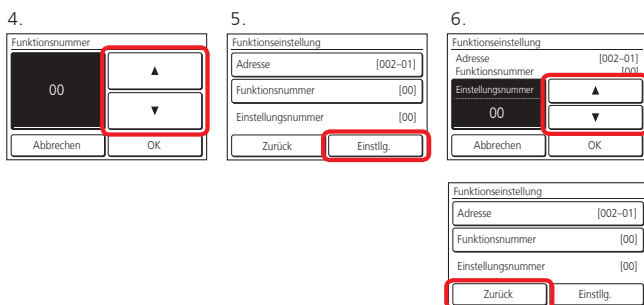 4.
Funktionsnummer
00
▲
▼
Abbrechen OK
5.
Funktionseinstellung
Adresse [002–01]
Funktionsnummer [00]
Einstellungsnummer [00]
Zurück Einstllg.
6.
Funktionseinstellung
Adresse [002–01]
Funktionsnummer [00]
Einstellungsnummer
00
▲
▼
Abbrechen OK
Funktionseinstellung
Adresse [002–01]
Funktionsnummer [00]
Einstellungsnummer [00]
Zurück Einstllg.